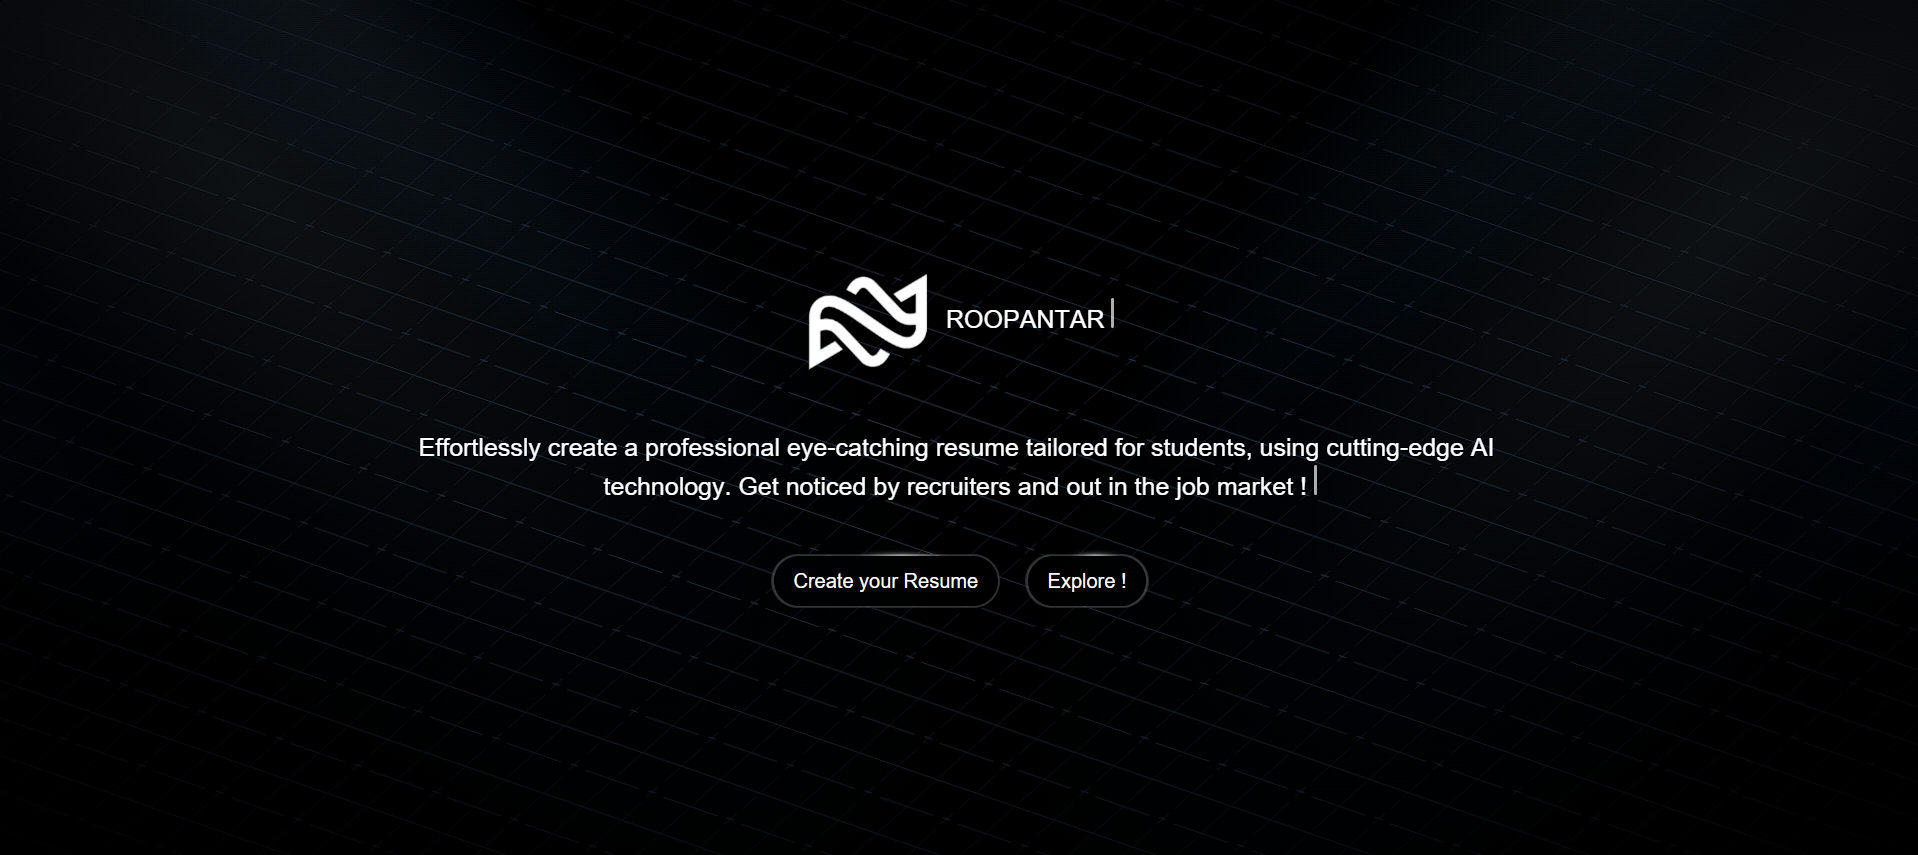 ROOPANTAR
Effortlessly create a professional eye-catching resume tailored for students, using cutting-edge AI
technology. Get noticed by recruiters and out in the job market !
Create your Resume
Explore !